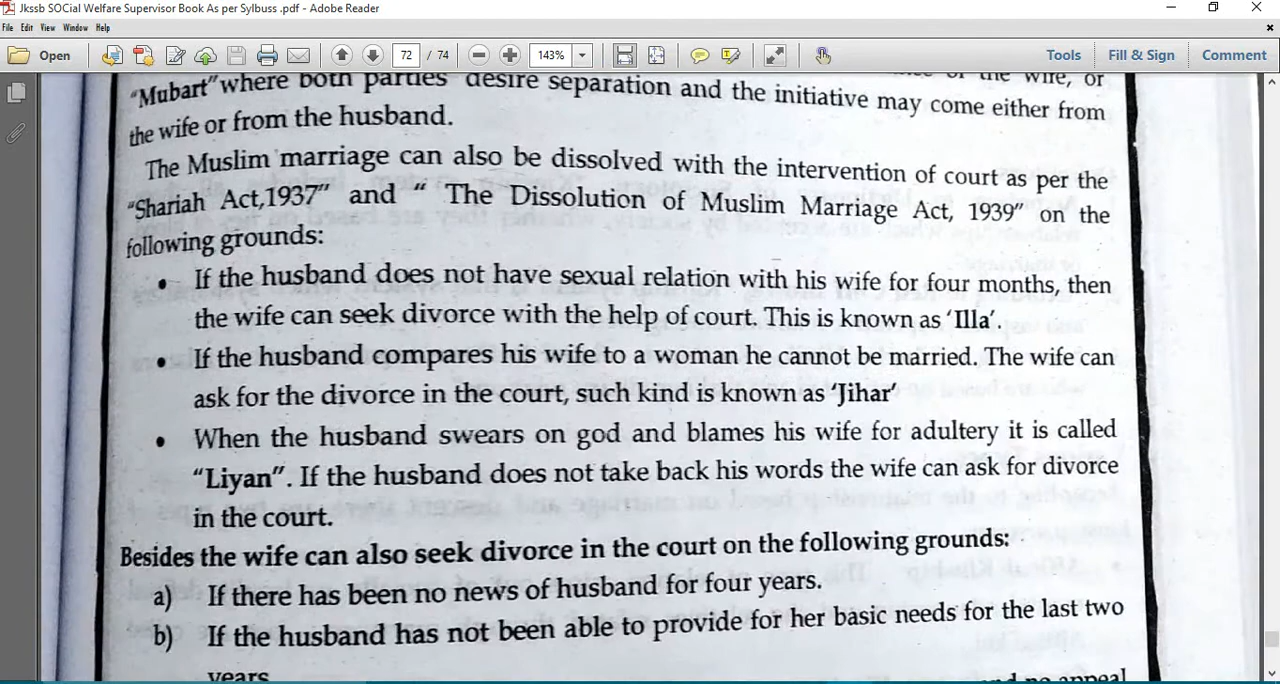 Jkssb SOCial Welfare Supervisor Book As per Sylbuss .pdf - Adobe Reader
File Edit View Window Help
Open 72 / 74 143% Tools Fill & Sign Comment
of the wife, or
"Mubart" where both parties desire separation and the initiative may come either from
the wife or from the husband.
The Muslim marriage can also be dissolved with the intervention of court as per the
"Shariah Act,1937" and " The Dissolution of Muslim Marriage Act, 1939" on the
following grounds:
• If the husband does not have sexual relation with his wife for four months, then
the wife can seek divorce with the help of court. This is known as 'Illa'.
• If the husband compares his wife to a woman he cannot be married. The wife can
ask for the divorce in the court, such kind is known as 'Jihar'
• When the husband swears on god and blames his wife for adultery it is called
"Liyan". If the husband does not take back his words the wife can ask for divorce
in the court.
Besides the wife can also seek divorce in the court on the following grounds:
a) If there has been no news of husband for four years.
b) If the husband has not been able to provide for her basic needs for the last two
years
and no appeal